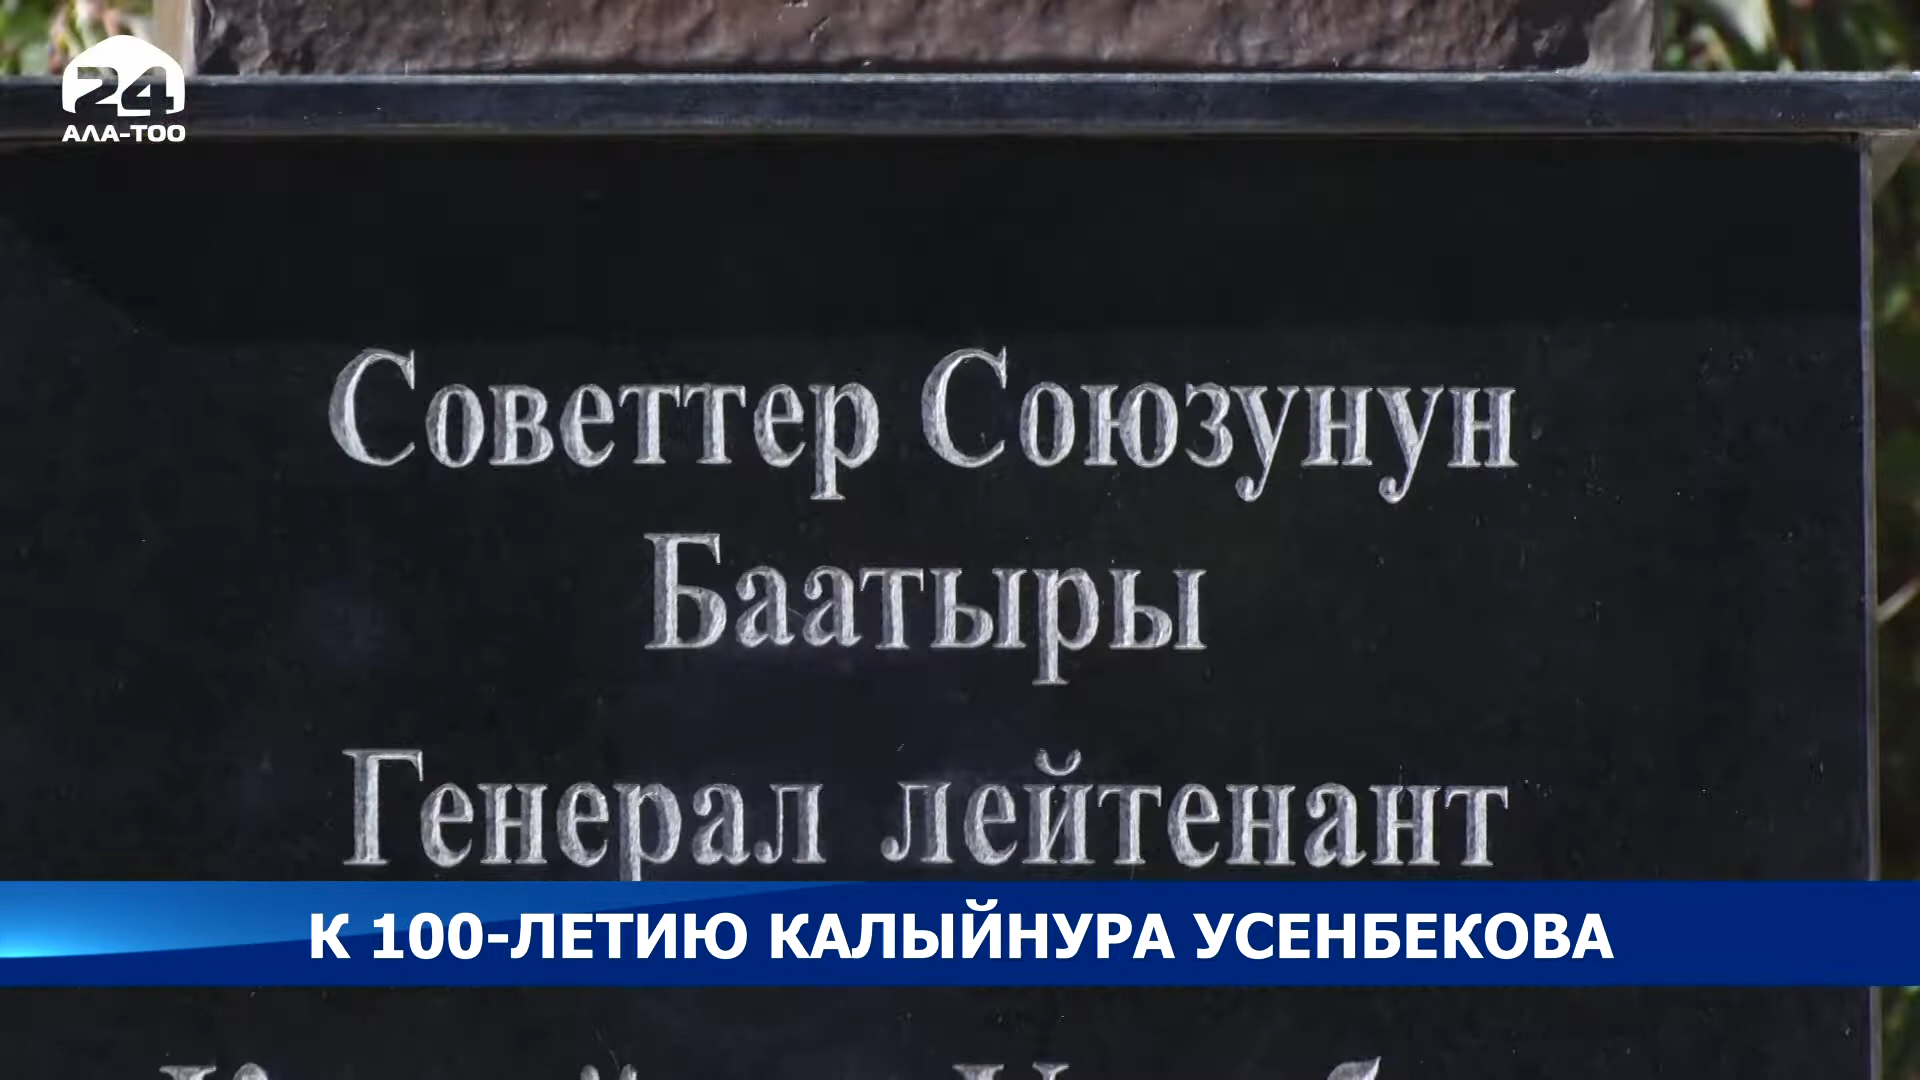 24
АЛА-ТОО
Советтер Союзунун
Баатыры
Генерал лейтенант
К 100-ЛЕТИЮ КАЛЫЙНУРА УСЕНБЕКОВА